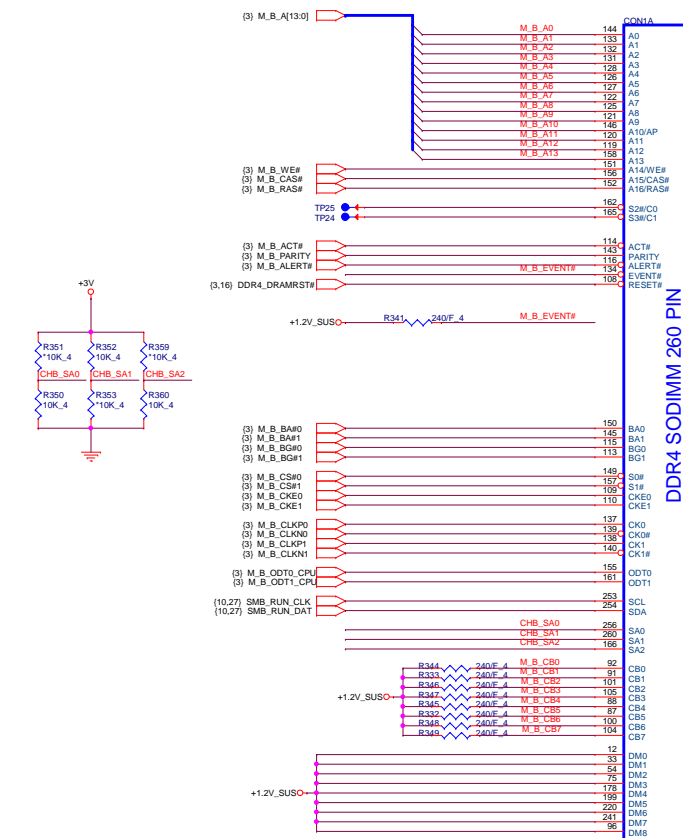 {3} M_B_A[13:0]
CON1A
M_B_A0 144 A0
M_B_A1 133 A1
M_B_A2 132 A2
M_B_A3 131 A3
M_B_A4 128 A4
M_B_A5 126 A5
M_B_A6 127 A6
M_B_A7 122 A7
M_B_A8 125 A8
M_B_A9 121 A9
M_B_A10 146 A10/AP
M_B_A11 120 A11
M_B_A12 119 A12
M_B_A13 158 A13
{3} M_B_WE# 151 A14/WE#
{3} M_B_CAS# 156 A15/CAS#
{3} M_B_RAS# 152 A16/RAS#
TP25 162 S2#/C0
TP24 165 S3#/C1
{3} M_B_ACT# 114 ACT#
{3} M_B_PARITY 143 PARITY
{3} M_B_ALERT# 116 ALERT#
M_B_EVENT# 134 EVENT#
{3,16} DDR4_DRAMRST# 108 RESET#
+1.2V_SUS R341 240/F_4 M_B_EVENT#
DDR4 SODIMM 260 PIN
+3V
R351 R352 R359
*10K_4 10K_4 *10K_4
CHB_SA0 CHB_SA1 CHB_SA2
R350 R353 R360
10K_4 *10K_4 10K_4
{3} M_B_BA#0 150 BA0
{3} M_B_BA#1 145 BA1
{3} M_B_BG#0 115 BG0
{3} M_B_BG#1 113 BG1
{3} M_B_CS#0 149 S0#
{3} M_B_CS#1 157 S1#
{3} M_B_CKE0 109 CKE0
{3} M_B_CKE1 110 CKE1
{3} M_B_CLKP0 137 CK0
{3} M_B_CLKN0 139 CK0#
{3} M_B_CLKP1 138 CK1
{3} M_B_CLKN1 140 CK1#
{3} M_B_ODT0_CPU 155 ODT0
{3} M_B_ODT1_CPU 161 ODT1
{10,27} SMB_RUN_CLK 253 SCL
{10,27} SMB_RUN_DAT 254 SDA
CHB_SA0 256 SA0
CHB_SA1 260 SA1
CHB_SA2 166 SA2
R344 240/F_4 M_B_CB0 92 CB0
R333 240/F_4 M_B_CB1 91 CB1
R346 240/F_4 M_B_CB2 101 CB2
+1.2V_SUS R347 240/F_4 M_B_CB3 105 CB3
R345 240/F_4 M_B_CB4 88 CB4
R332 240/F_4 M_B_CB5 87 CB5
R348 240/F_4 M_B_CB6 100 CB6
R349 240/F_4 M_B_CB7 104 CB7
12 DM0
33 DM1
54 DM2
75 DM3
+1.2V_SUS 178 DM4
199 DM5
220 DM6
241 DM7
96 DM8